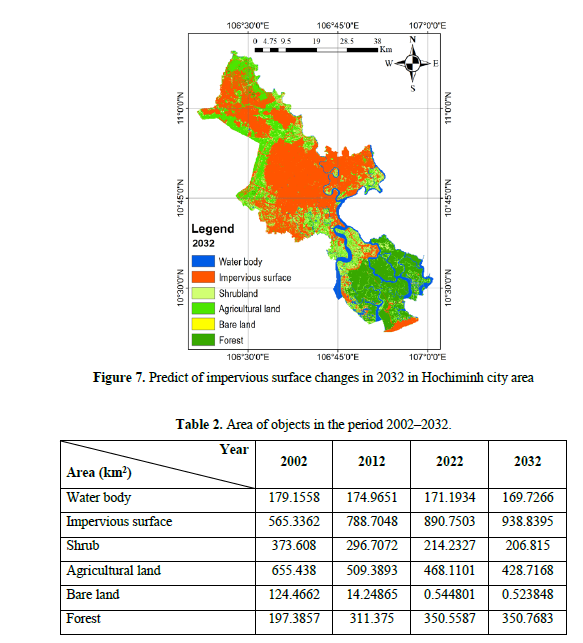 106°30'0"E 106°45'0"E 107°0'0"E
0 4.75 9.5 19 28.5 38
Km
N
W E
S
11°0'0"N 11°0'0"N
10°45'0"N 10°45'0"N
10°30'0"N 10°30'0"N
Legend
2032
Water body
Impervious surface
Shrubland
Agricultural land
Bare land
Forest
106°30'0"E 106°45'0"E 107°0'0"E
Figure 7. Predict of impervious surface changes in 2032 in Hochiminh city area
Table 2. Area of objects in the period 2002–2032.
Year
Area (km²) 2002 2012 2022 2032
Water body 179.1558 174.9651 171.1934 169.7266
Impervious surface 565.3362 788.7048 890.7503 938.8395
Shrub 373.608 296.7072 214.2327 206.815
Agricultural land 655.438 509.3893 468.1101 428.7168
Bare land 124.4662 14.24865 0.544801 0.523848
Forest 197.3857 311.375 350.5587 350.7683